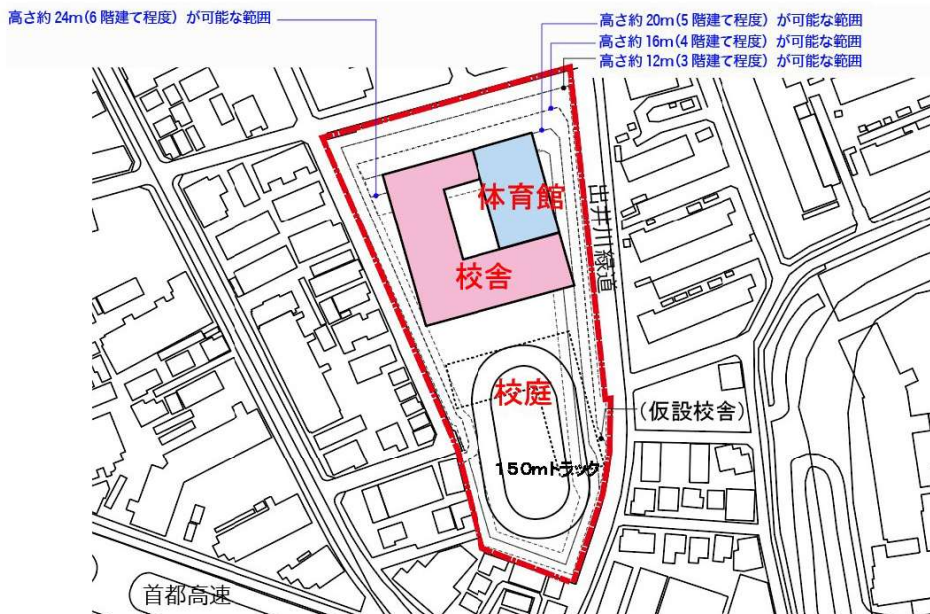 高さ約24m(6階建て程度)が可能な範囲
高さ約20m(5階建て程度)が可能な範囲
高さ約16m(4階建て程度)が可能な範囲
高さ約12m(3階建て程度)が可能な範囲
体育館
出井川緑道
校舎
校庭
(仮設校舎)
150mトラック
首都高速